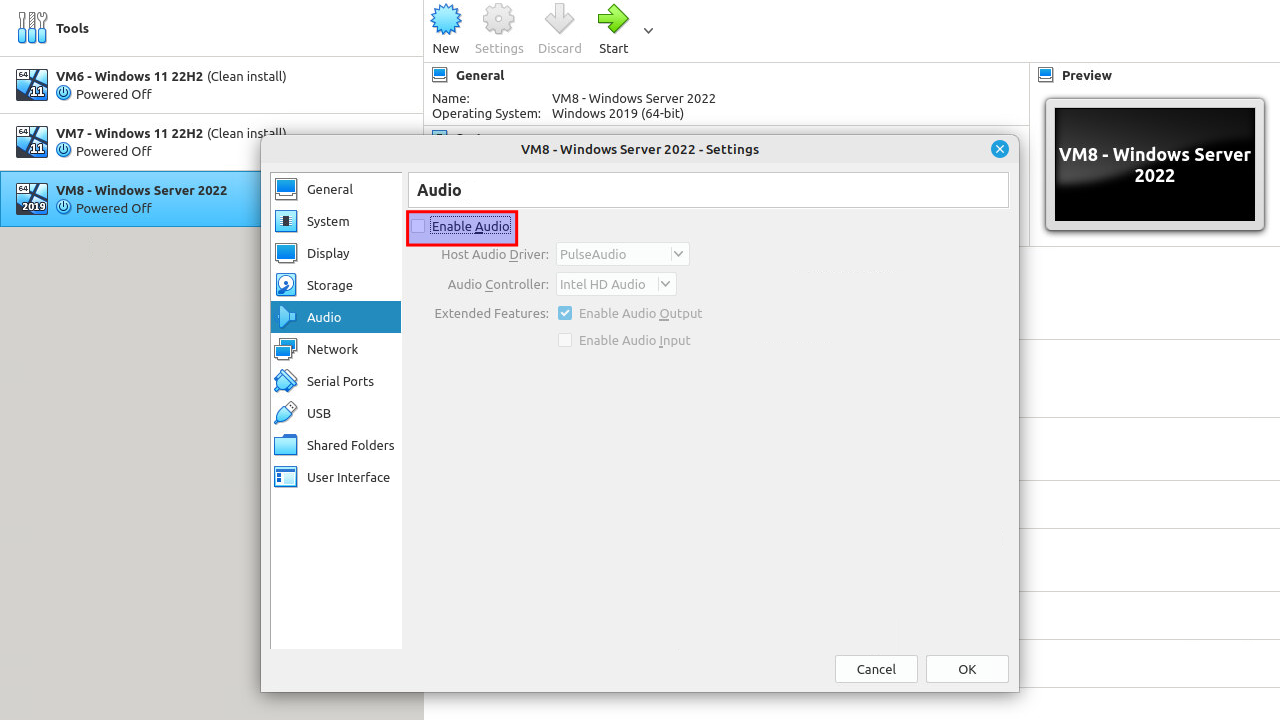 Tools
VM6 - Windows 11 22H2 (Clean install)
Powered Off
VM7 - Windows 11 22H2 (Clean install)
Powered Off
VM8 - Windows Server 2022
Powered Off
64
11
64
11
64
2019
New
Settings
Discard
Start
General
Name: VM8 - Windows Server 2022
Operating System: Windows 2019 (64-bit)
Preview
VM8 - Windows Server
2022
VM8 - Windows Server 2022 - Settings
General
System
Display
Storage
Audio
Network
Serial Ports
USB
Shared Folders
User Interface
Audio
Enable Audio
Host Audio Driver: PulseAudio
Audio Controller: Intel HD Audio
Extended Features: Enable Audio Output
Enable Audio Input
Cancel
OK